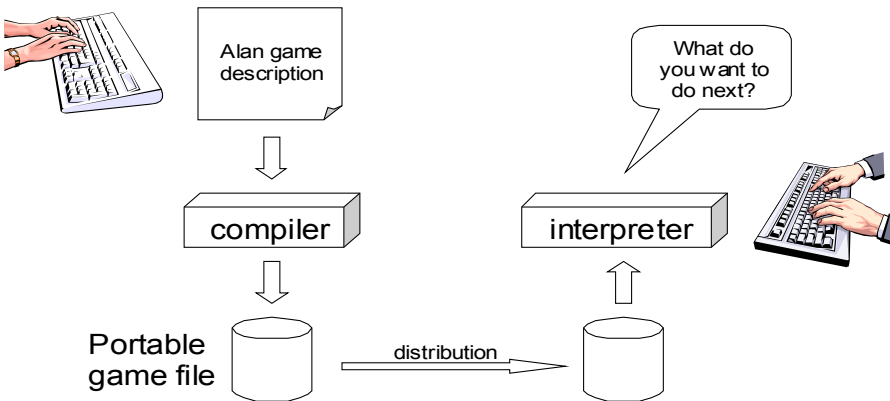 Alan game
description
What do
you want to
do next?
compiler
interpreter
Portable
game file
distribution